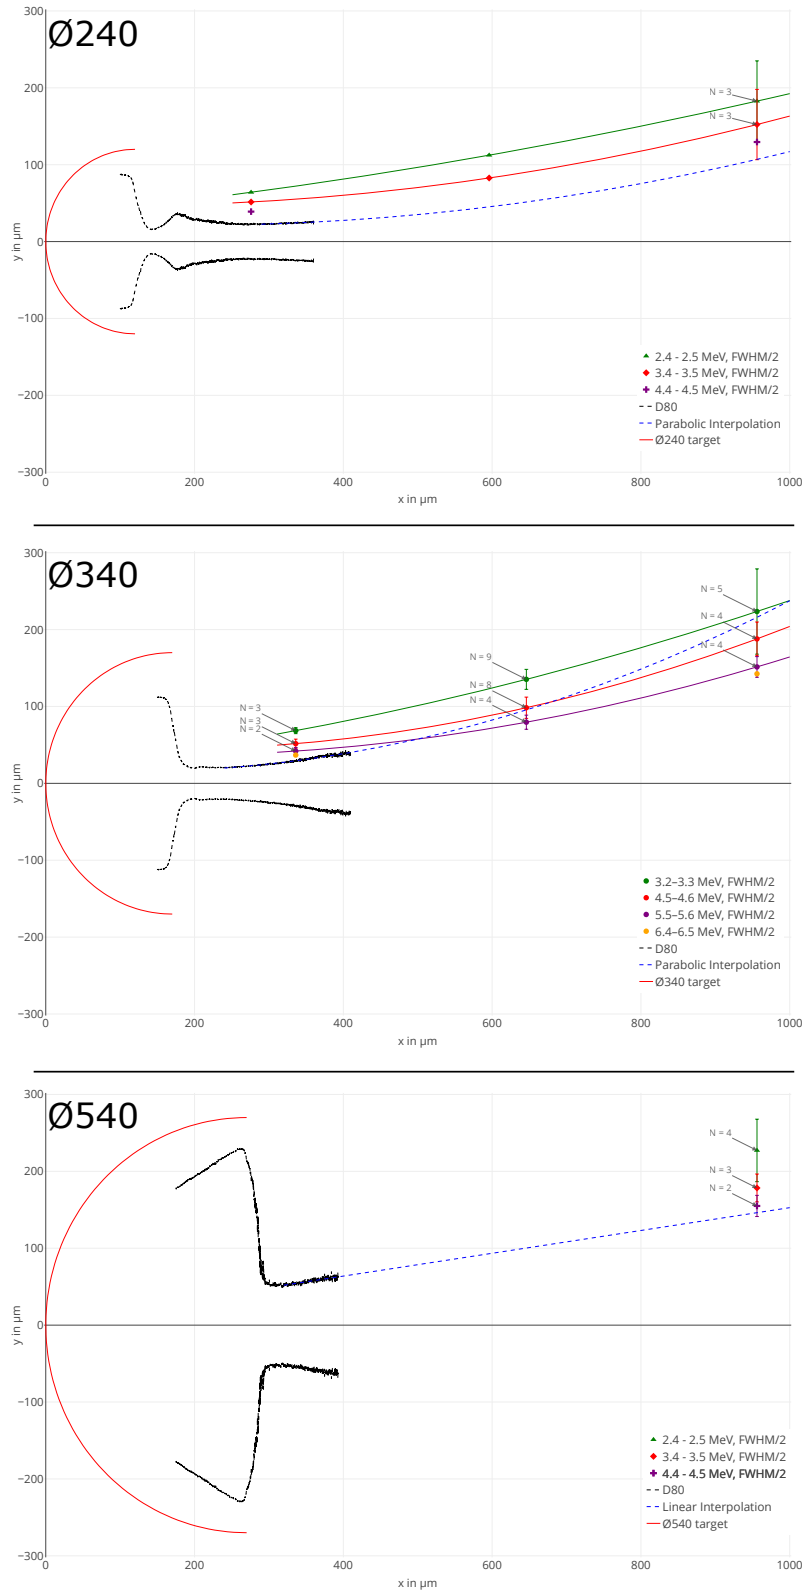 Ø240
300
200
100
0
−100
−200
−300
y in µm
N = 3
N = 3
2.4 - 2.5 MeV, FWHM/2
3.4 - 3.5 MeV, FWHM/2
4.4 - 4.5 MeV, FWHM/2
D80
Parabolic Interpolation
Ø240 target
0 200 400 600 800 1000
x in µm
Ø340
300
200
100
0
−100
−200
−300
y in µm
N = 3
N = 3
N = 2
N = 9
N = 8
N = 4
N = 5
N = 4
N = 4
3.2–3.3 MeV, FWHM/2
4.5–4.6 MeV, FWHM/2
5.5–5.6 MeV, FWHM/2
6.4–6.5 MeV, FWHM/2
D80
Parabolic Interpolation
Ø340 target
0 200 400 600 800 1000
x in µm
Ø540
300
200
100
0
−100
−200
−300
y in µm
N = 4
N = 3
N = 2
2.4 - 2.5 MeV, FWHM/2
3.4 - 3.5 MeV, FWHM/2
4.4 - 4.5 MeV, FWHM/2
D80
Linear Interpolation
Ø540 target
0 200 400 600 800 1000
x in µm